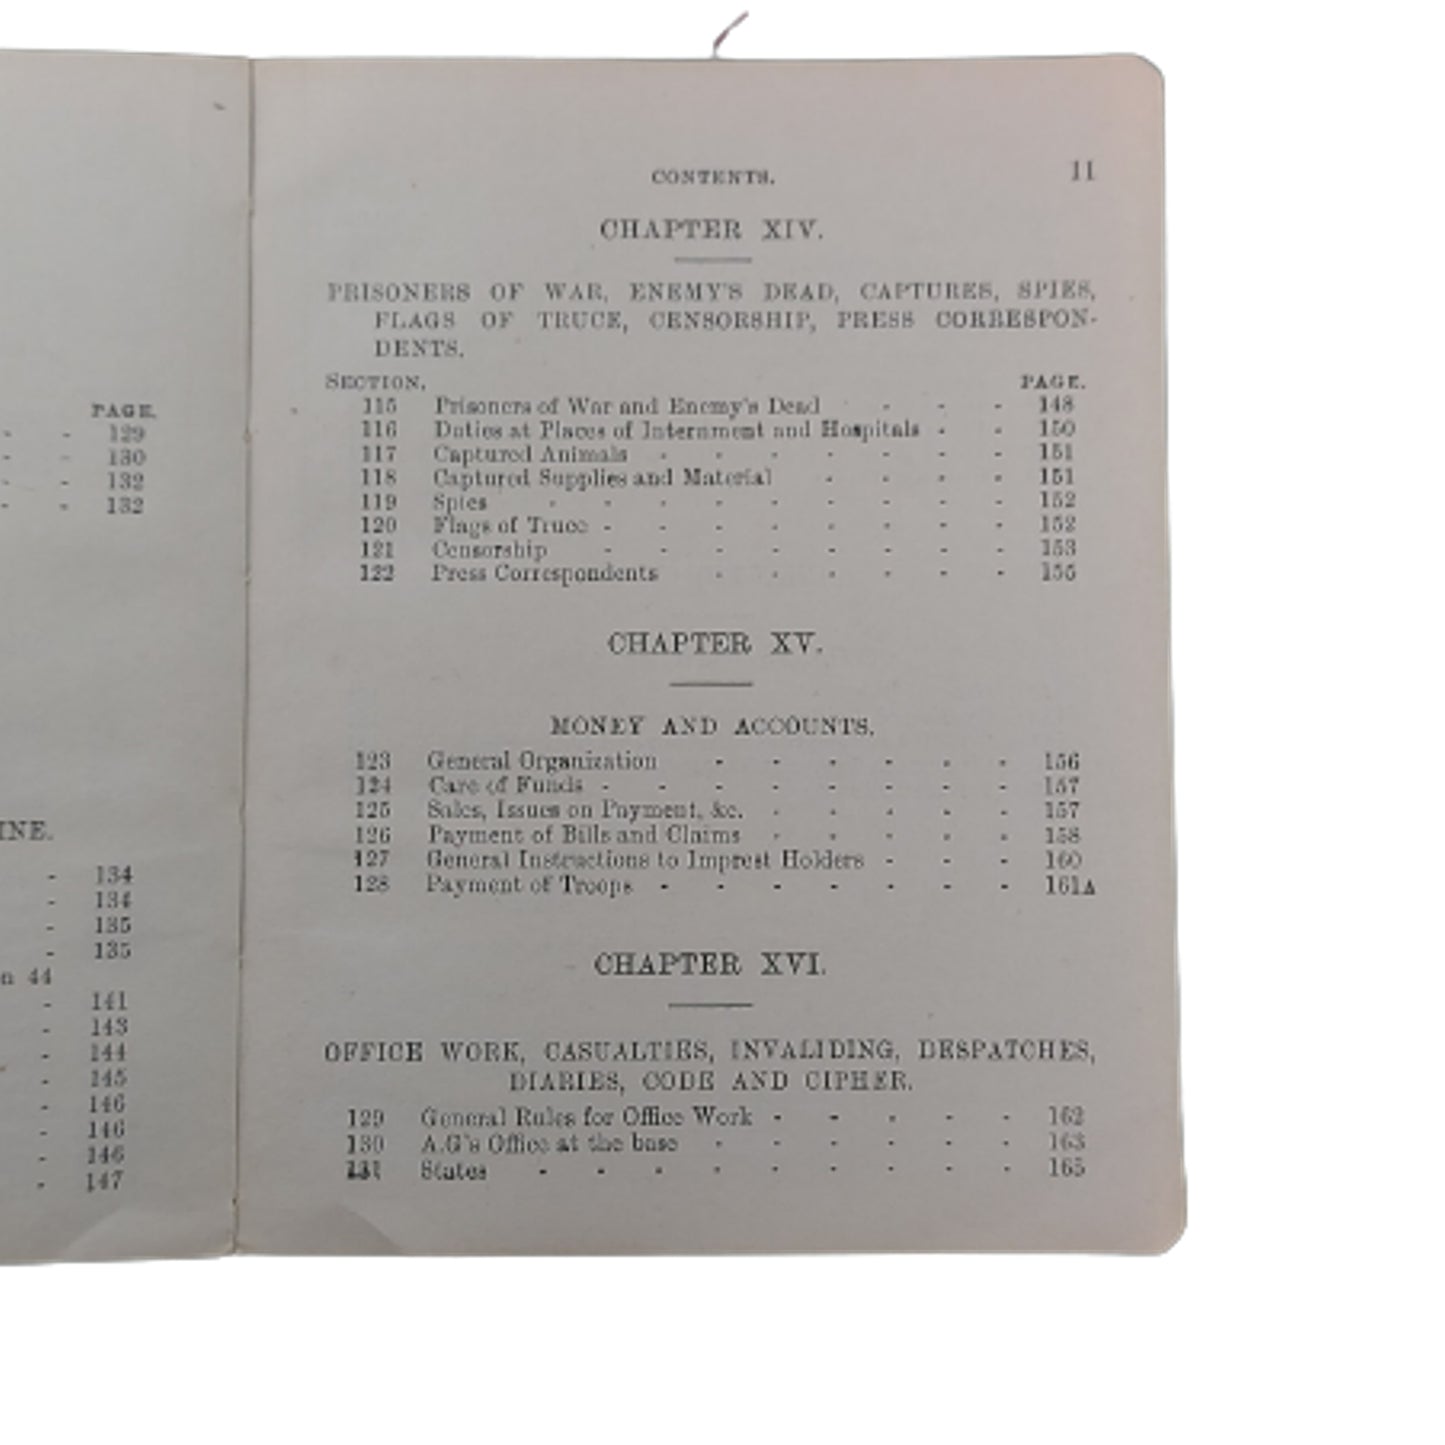 PAGE.
- - 129
- - 130
- - 132
- - 132
INE.
- 134
- 134
- 135
- 135
n 44
- 141
- 143
- 144
- 145
- 146
- 146
- 146
- 147
CONTENTS. 11
CHAPTER XIV.
PRISONERS OF WAR, ENEMY'S DEAD, CAPTURES, SPIES,
FLAGS OF TRUCE, CENSORSHIP, PRESS CORRESPON-
DENTS.
SECTION. PAGE.
115 Prisoners of War and Enemy's Dead - - - 148
116 Duties at Places of Internment and Hospitals - - 150
117 Captured Animals - - - - - - - 151
118 Captured Supplies and Material - - - - 151
119 Spies - - - - - - - - - 152
120 Flags of Truce - - - - - - - - 152
121 Censorship - - - - - - - - 153
122 Press Correspondents - - - - - - 155
CHAPTER XV.
MONEY AND ACCOUNTS.
123 General Organization - - - - - - 156
124 Care of Funds - - - - - - - - 157
125 Sales, Issues on Payment, &c. - - - - - 157
126 Payment of Bills and Claims - - - - - 158
127 General Instructions to Imprest Holders - - - 160
128 Payment of Troops - - - - - - - 161A
CHAPTER XVI.
OFFICE WORK, CASUALTIES, INVALIDING, DESPATCHES,
DIARIES, CODE AND CIPHER.
129 General Rules for Office Work - - - - - 162
130 A.G's Office at the base - - - - - - 163
131 States - - - - - - - - - 165